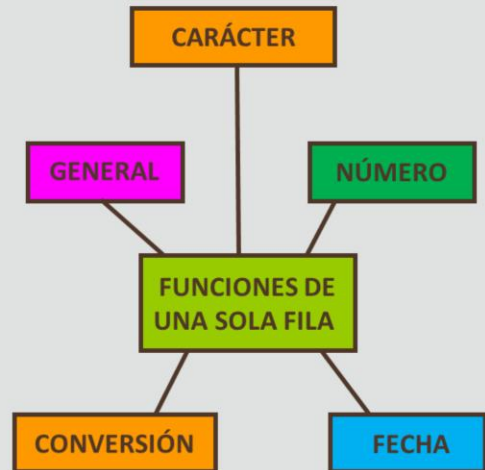 CARÁCTER
GENERAL
NÚMERO
FUNCIONES DE
UNA SOLA FILA
CONVERSIÓN
FECHA